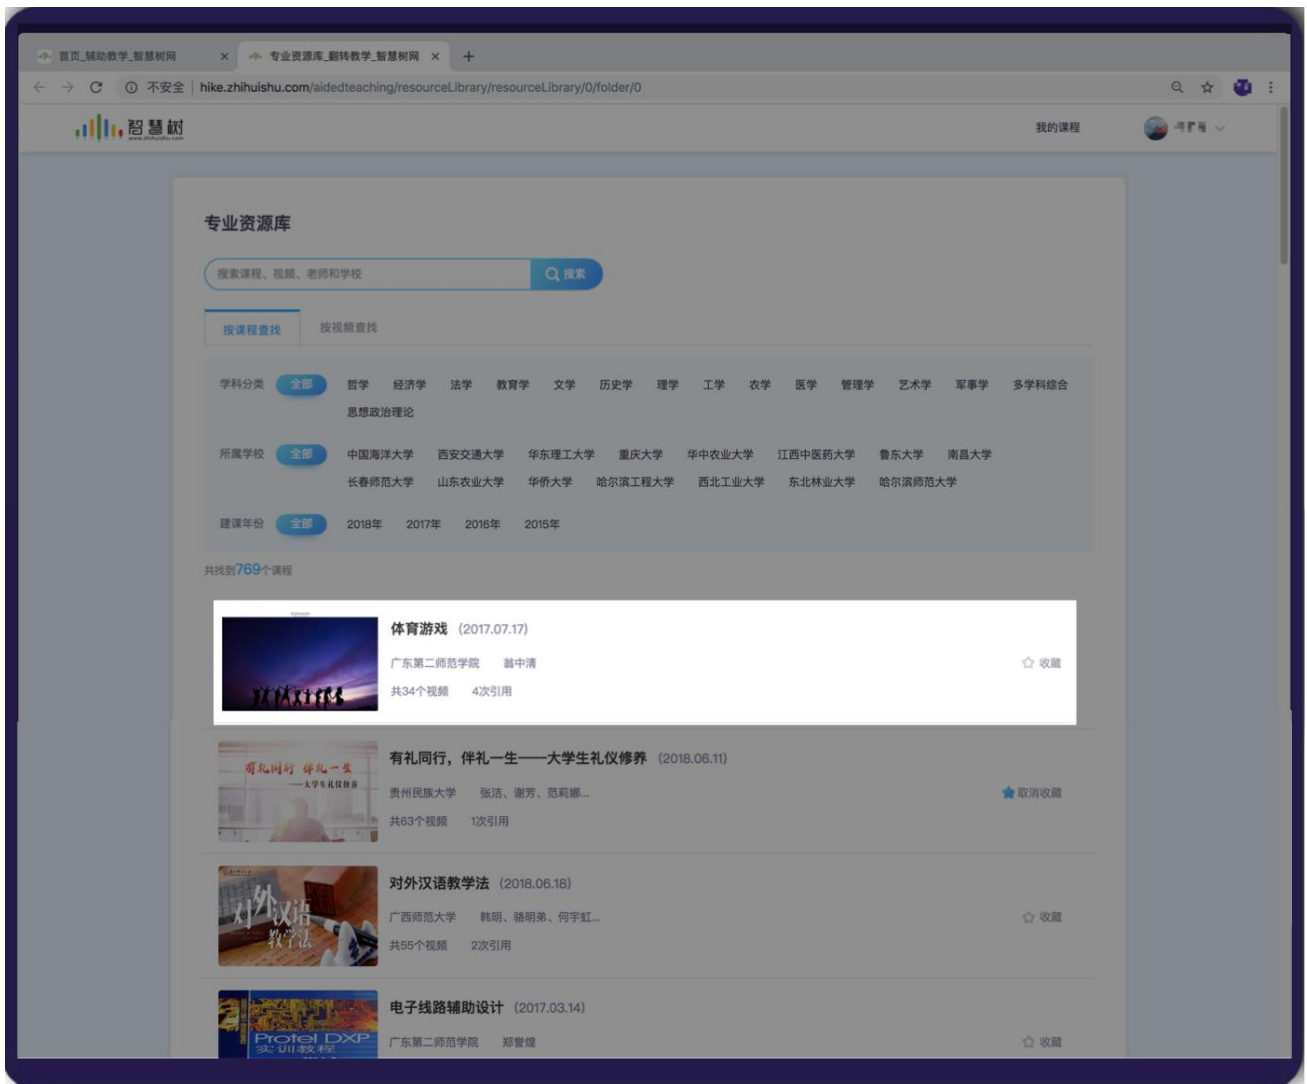 首页_辅助教学_智慧树网
专业资源库_翻转教学_智慧树网
不安全 | hike.zhihuishu.com/aidedteaching/resourceLibrary/resourceLibrary/0/folder/0
智慧树
www.zhihuishu.com
我的课程
专业资源库
搜索课程、视频、老师和学校
搜索
按课程查找 按视频查找
学科分类 全部 哲学 经济学 法学 教育学 文学 历史学 理学 工学 农学 医学 管理学 艺术学 军事学 多学科综合
思想政治理论
所属学校 全部 中国海洋大学 西安交通大学 华东理工大学 重庆大学 华中农业大学 江西中医药大学 鲁东大学 南昌大学
长春师范大学 山东农业大学 华侨大学 哈尔滨工程大学 西北工业大学 东北林业大学 哈尔滨师范大学
建课年份 全部 2018年 2017年 2016年 2015年
共找到769个课程
体育游戏 (2017.07.17)
广东第二师范学院 翁中清
收藏
共34个视频 4次引用
有礼同行 伴礼一生
——大学生礼仪修养
有礼同行，伴礼一生——大学生礼仪修养 (2018.06.11)
贵州民族大学 张洁、谢芳、范莉娜...
取消收藏
共63个视频 1次引用
对外汉语
教学法
对外汉语教学法 (2018.06.18)
广西师范大学 韩明、骆明弟、何宇虹...
收藏
共55个视频 2次引用
Protel DXP
实训教程
电子线路辅助设计 (2017.03.14)
广东第二师范学院 郑誉煌
收藏